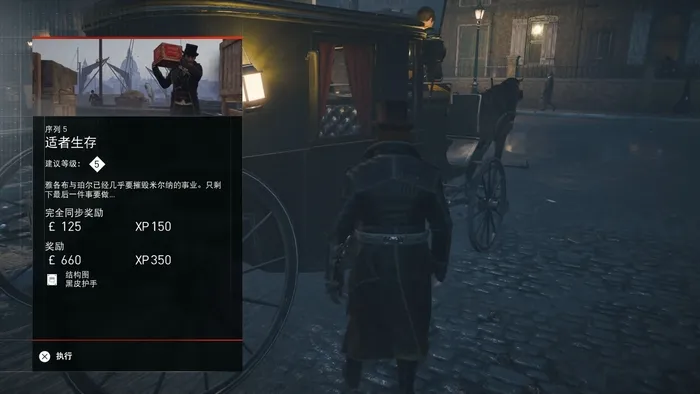 序列 5
适者生存
建议等级： 5
雅各布与珀尔已经几乎要摧毁米尔纳的事业。只剩
下最后一件事要做...
完全同步奖励
￡ 125 XP 150
奖励
￡ 660 XP 350
结构图
黑皮护手
执行